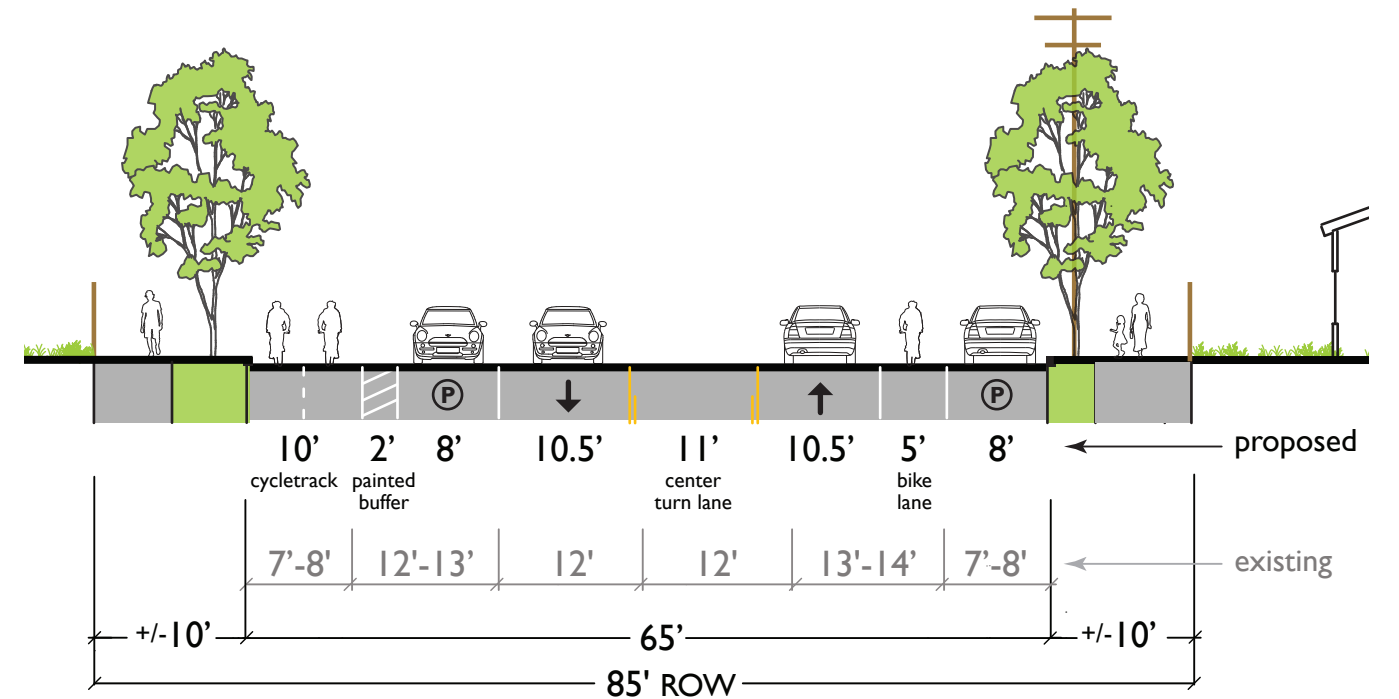 P
P
10’ 2’ 8’ 10.5’ 11’ 10.5’ 5’ 8’ proposed
cycletrack painted center bike
buffer turn lane lane
7’-8' 12'-13’ 12' 12' 13’-14’ 7’-8' existing
+/-10’ 65’ +/-10’
85' ROW